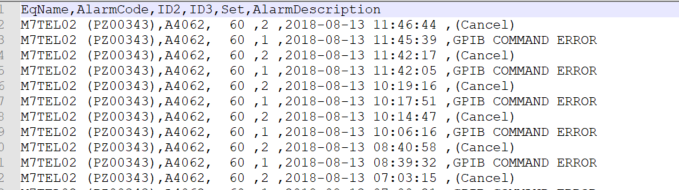 EqName,AlarmCode,ID2,ID3,Set,AlarmDescription
M7TEL02 (PZ00343),A4062,  60 ,2 ,2018-08-13 11:46:44 ,(Cancel)
M7TEL02 (PZ00343),A4062,  60 ,1 ,2018-08-13 11:45:39 ,GPIB COMMAND ERROR
M7TEL02 (PZ00343),A4062,  60 ,2 ,2018-08-13 11:42:17 ,(Cancel)
M7TEL02 (PZ00343),A4062,  60 ,1 ,2018-08-13 11:42:05 ,GPIB COMMAND ERROR
M7TEL02 (PZ00343),A4062,  60 ,2 ,2018-08-13 10:19:16 ,(Cancel)
M7TEL02 (PZ00343),A4062,  60 ,1 ,2018-08-13 10:17:51 ,GPIB COMMAND ERROR
M7TEL02 (PZ00343),A4062,  60 ,2 ,2018-08-13 10:14:47 ,(Cancel)
M7TEL02 (PZ00343),A4062,  60 ,1 ,2018-08-13 10:06:16 ,GPIB COMMAND ERROR
M7TEL02 (PZ00343),A4062,  60 ,2 ,2018-08-13 08:40:58 ,(Cancel)
M7TEL02 (PZ00343),A4062,  60 ,1 ,2018-08-13 08:39:32 ,GPIB COMMAND ERROR
M7TEL02 (PZ00343),A4062,  60 ,2 ,2018-08-13 07:03:15 ,(Cancel)